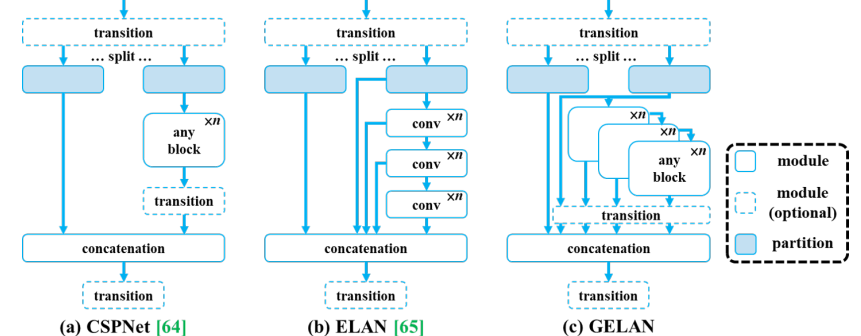 transition
... split ...
×n
any
block
transition
concatenation
transition
(a) CSPNet [64]
transition
... split ...
conv ×n
conv ×n
conv ×n
concatenation
transition
(b) ELAN [65]
transition
... split ...
×n
×n
×n
any
block
transition
concatenation
transition
(c) GELAN
module
module
(optional)
partition